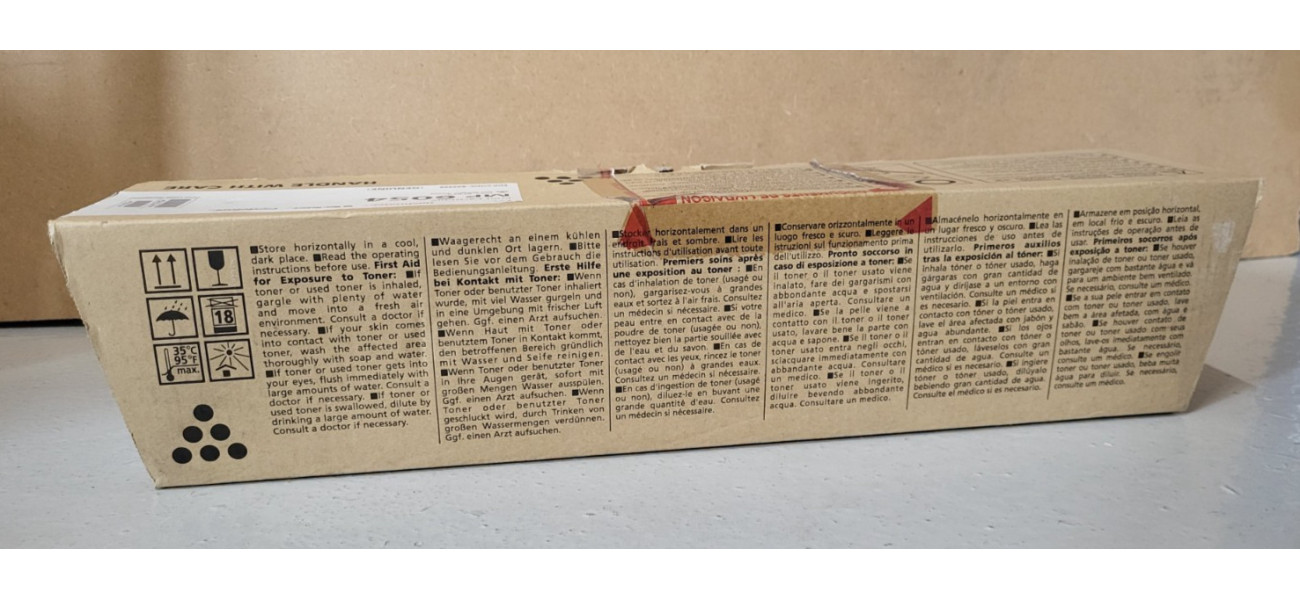 HANDLE WITH CARE
MP 6054
DE LIVRAISON
18
35°C
95°F
max.
■Store horizontally in a cool,
dark place. ■Read the operating
instructions before use. First Aid
for Exposure to Toner: ■If
toner or used toner is inhaled,
gargle with plenty of water
and move into a fresh air
environment. Consult a doctor if
necessary. ■If your skin comes
into contact with toner or used
toner, wash the affected area
thoroughly with soap and water.
■If toner or used toner gets into
your eyes, flush immediately with
large amounts of water. Consult a
doctor if necessary. ■If toner or
used toner is swallowed, dilute by
drinking a large amount of water.
Consult a doctor if necessary.
■Waagerecht an einem kühlen
und dunklen Ort lagern. ■Bitte
lesen Sie vor dem Gebrauch die
Bedienungsanleitung. Erste Hilfe
bei Kontakt mit Toner: ■Wenn
Toner oder benutzter Toner inhaliert
wurde, mit viel Wasser gurgeln und
in eine Umgebung mit frischer Luft
gehen. Ggf. einen Arzt aufsuchen.
■Wenn Haut mit Toner oder
benutztem Toner in Kontakt kommt,
den betroffenen Bereich gründlich
mit Wasser und Seife reinigen.
■Wenn Toner oder benutzter Toner
in Ihre Augen gerät, sofort mit
großen Mengen Wasser ausspülen.
Ggf. einen Arzt aufsuchen. ■Wenn
Toner oder benutzter Toner
geschluckt wird, durch Trinken von
großen Wassermengen verdünnen.
Ggf. einen Arzt aufsuchen.
■Stocker horizontalement dans un
endroit frais et sombre. ■Lire les
instructions d'utilisation avant toute
utilisation. Premiers soins après
une exposition au toner : ■En
cas d'inhalation de toner (usagé ou
non), gargarisez-vous à grandes
eaux et sortez à l'air frais. Consultez
un médecin si nécessaire. ■Si votre
peau entre en contact avec de la
poudre de toner (usagée ou non),
nettoyez bien la partie souillée avec
de l'eau et du savon. ■En cas de
contact avec les yeux, rincez le toner
(usagé ou non) à grandes eaux.
Consultez un médecin si nécessaire.
■En cas d'ingestion de toner (usagé
ou non), diluez-le en buvant une
grande quantité d'eau. Consultez
un médecin si nécessaire.
■Conservare orizzontalmente in un
luogo fresco e scuro. ■Leggere le
istruzioni sul funzionamento prima
dell'utilizzo. Pronto soccorso in
caso di esposizione a toner: ■Se
il toner o il toner usato viene
inalato, fare dei gargarismi con
abbondante acqua e spostarsi
all'aria aperta. Consultare un
medico. ■Se la pelle viene a
contatto con il toner o il toner
usato, lavare bene la parte con
acqua e sapone. ■Se il toner o il
toner usato entra negli occhi,
sciacquare immediatamente con
abbondante acqua. Consultare
un medico. ■Se il toner o il
toner usato viene ingerito,
diluire bevendo abbondante
acqua. Consultare un medico.
■Almacénelo horizontalmente en
un lugar fresco y oscuro. ■Lea las
instrucciones de uso antes de
utilizarlo. Primeros auxilios
tras la exposición al tóner: ■Si
inhala tóner o tóner usado, haga
gárgaras con gran cantidad de
agua y diríjase a un entorno con
ventilación. Consulte un médico si
es necesario. ■Si la piel entra en
contacto con tóner o tóner usado,
lave el área afectada con jabón y
agua abundante. ■Si los ojos
entran en contacto con tóner o
tóner usado, láveselos con gran
cantidad de agua. Consulte un
médico si es necesario. ■Si ingiere
tóner o tóner usado, dilúyalo
bebiendo gran cantidad de agua.
Consulte el médico si es necesario.
■Armazene em posição horizontal,
em local frio e escuro. ■Leia as
instruções de operação antes de
usar. Primeiros socorros após
exposição a toner: ■Se houver
inalação de toner ou toner usado,
gargareje com bastante água e vá
para um ambiente bem ventilado.
Se necessário, consulte um médico.
■Se a sua pele entrar em contato
com toner ou toner usado, lave
bem a área afetada, com água e
sabão. ■Se houver contato de
toner ou toner usado com seus
olhos, lave-os imediatamente com
bastante água. Se necessário,
consulte um médico. ■Se engolir
toner ou toner usado, beba muita
água para diluir. Se necessário,
consulte um médico.